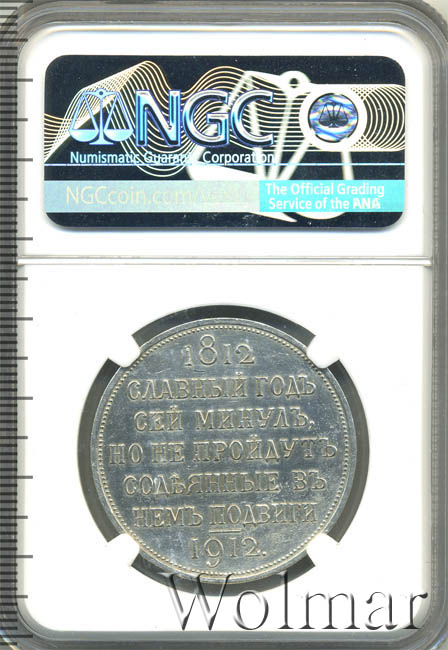 NGC
Numismatic Guaranty Corporation
NGCcoin.com
The Official Grading
Service of the ANA
1812
СЛАВНЫЙ ГОДЪ
СЕЙ МИНУЛЪ,
НО НЕ ПРОЙДУТЪ
СОДѢЯННЫЕ ВЪ
НЕМЪ ПОДВИГИ
1912.
Wolmar